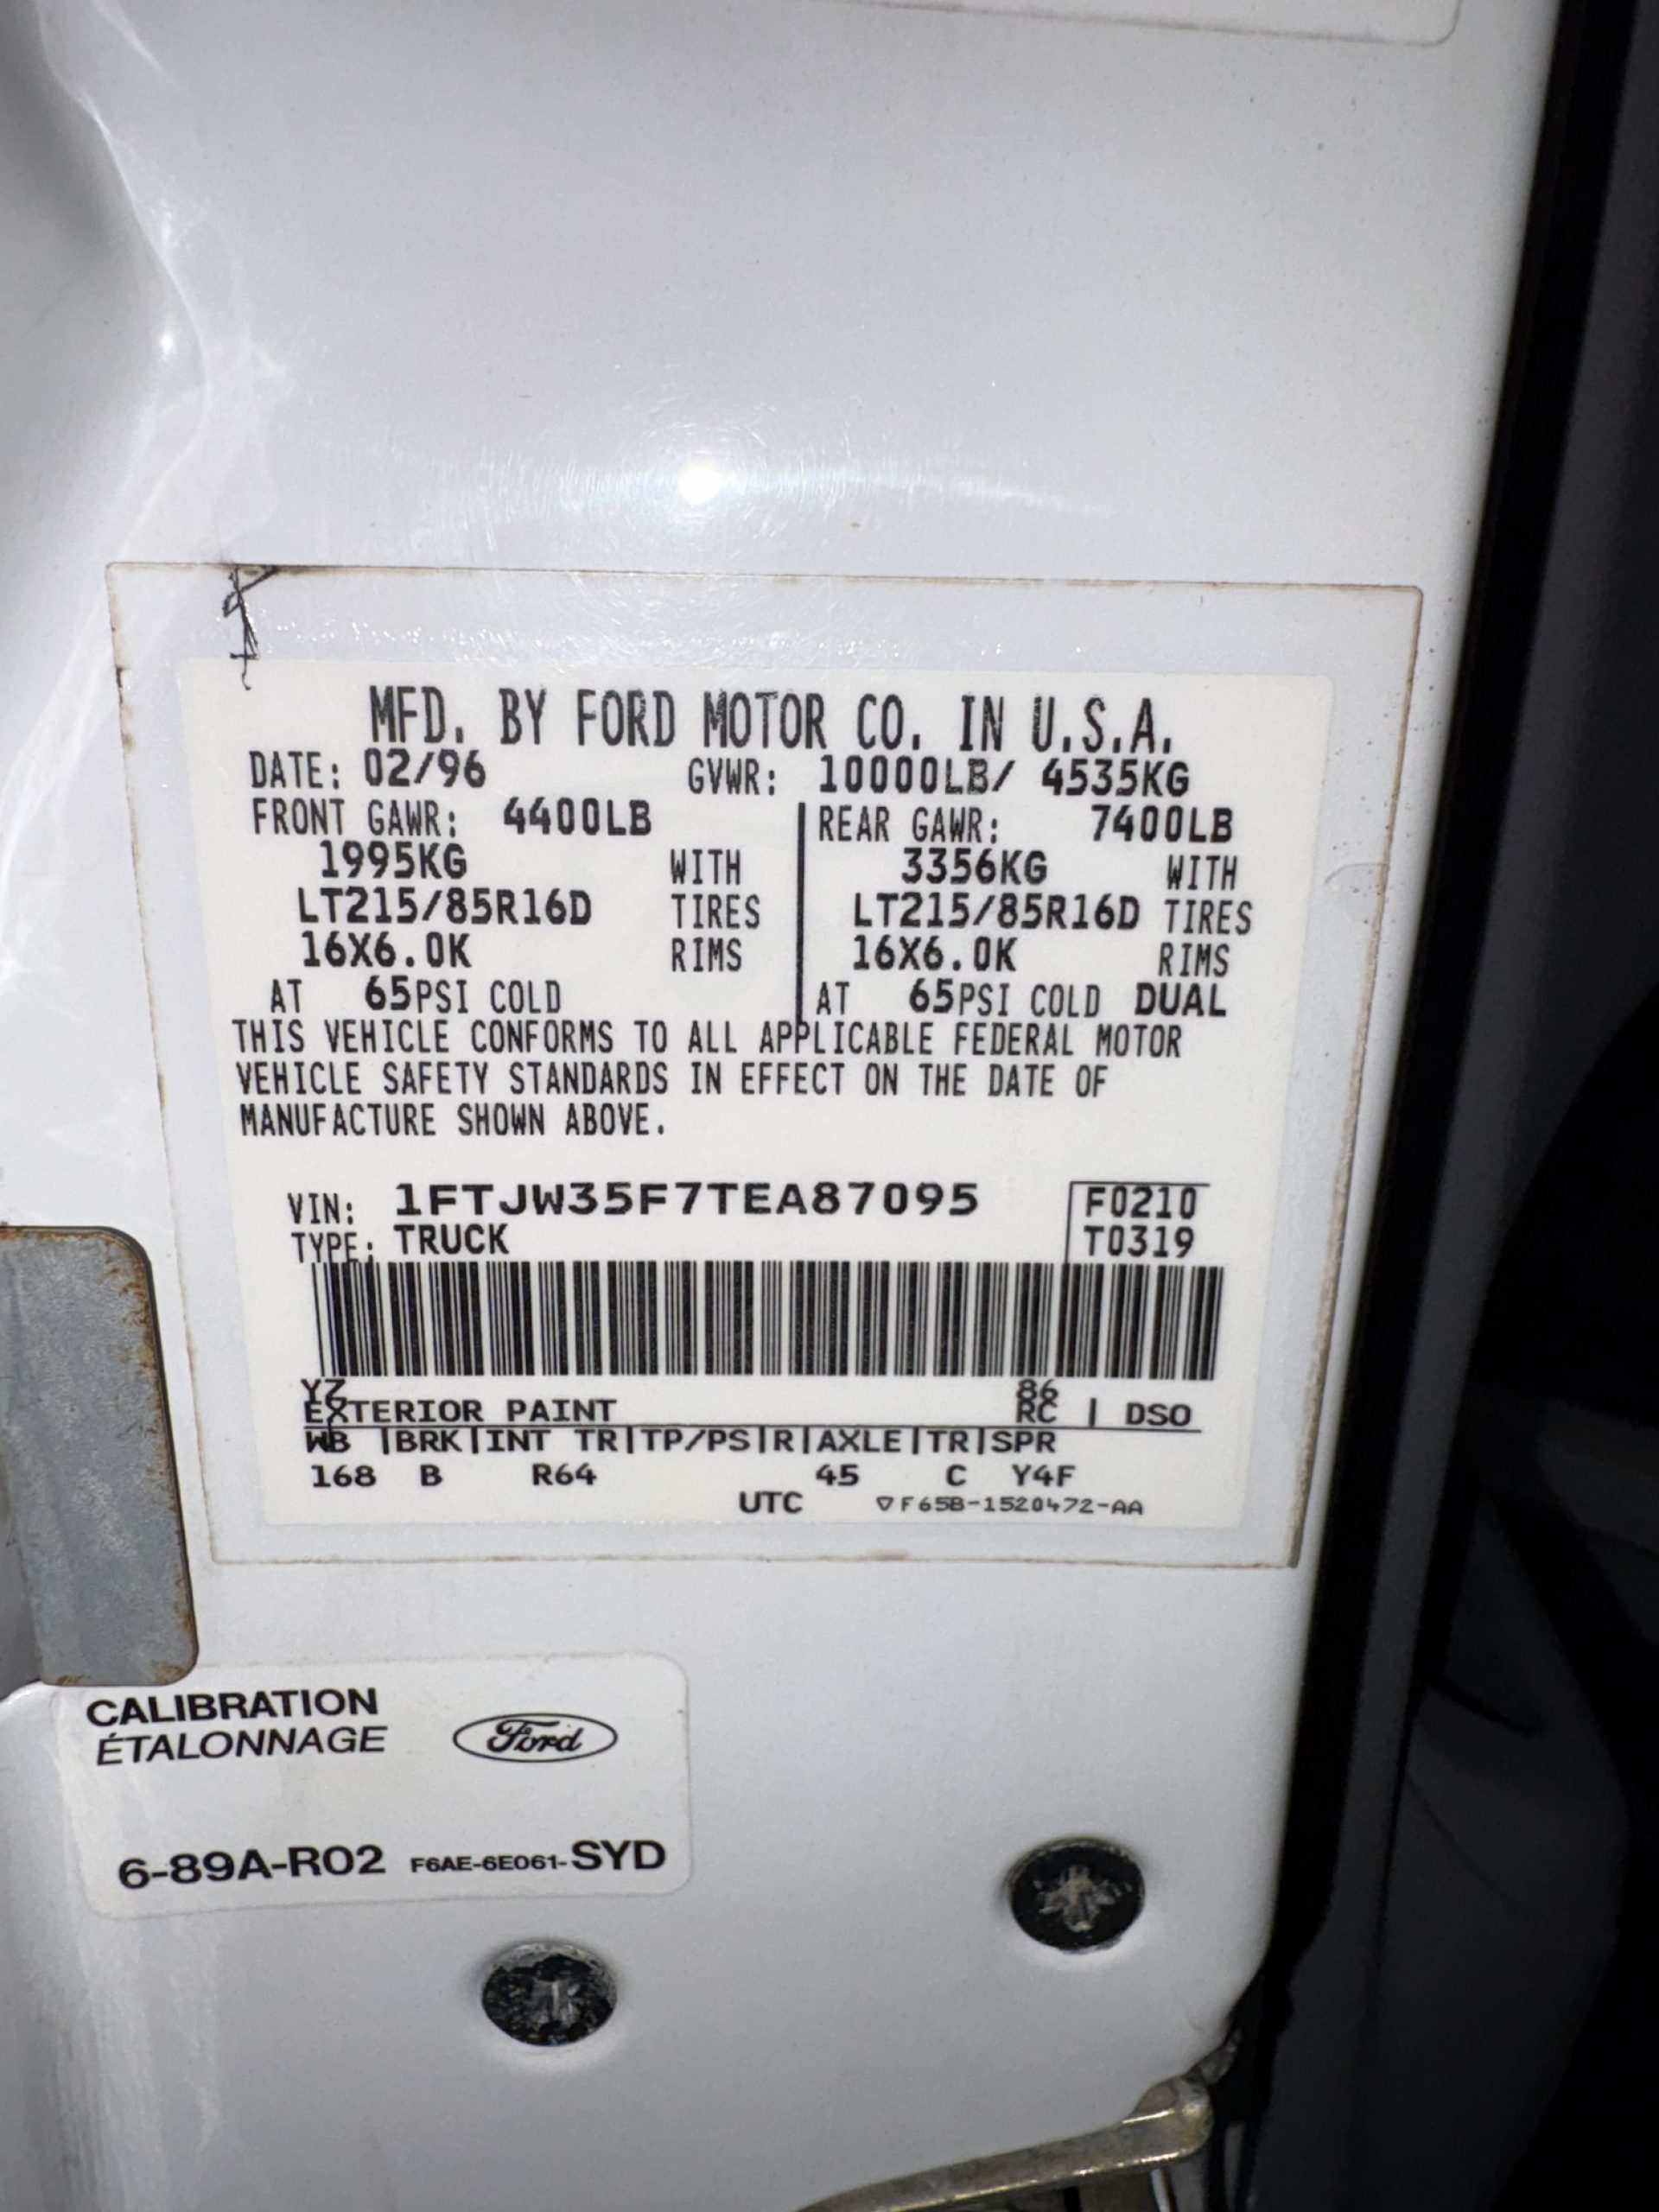 MFD. BY FORD MOTOR CO. IN U.S.A.
DATE: 02/96 GVWR: 10000LB/ 4535KG
FRONT GAWR: 4400LB REAR GAWR: 7400LB
1995KG WITH 3356KG WITH
LT215/85R16D TIRES LT215/85R16D TIRES
16X6.0K RIMS 16X6.0K RIMS
AT 65PSI COLD AT 65PSI COLD DUAL
THIS VEHICLE CONFORMS TO ALL APPLICABLE FEDERAL MOTOR
VEHICLE SAFETY STANDARDS IN EFFECT ON THE DATE OF
MANUFACTURE SHOWN ABOVE.
VIN: 1FTJW35F7TEA87095 F0210
TYPE: TRUCK T0319
YZ 86
EXTERIOR PAINT RC | DSO
WB |BRK|INT TR|TP/PS|R|AXLE|TR|SPR
168 B R64 45 C Y4F
UTC ▽F65B-1520472-AA
CALIBRATION
ÉTALONNAGE
Ford
6-89A-R02 F6AE-6E061-SYD